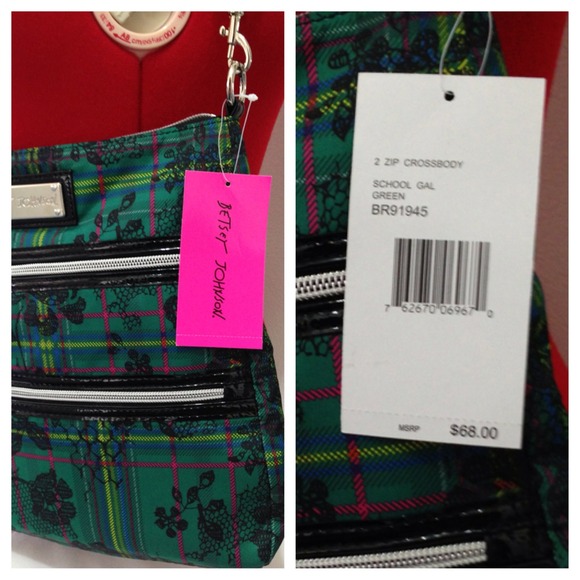 BETSEY JOHNSON.
2 ZIP CROSSBODY
SCHOOL GAL
GREEN
BR91945
7 62670 06967 0
MSRP $68.00